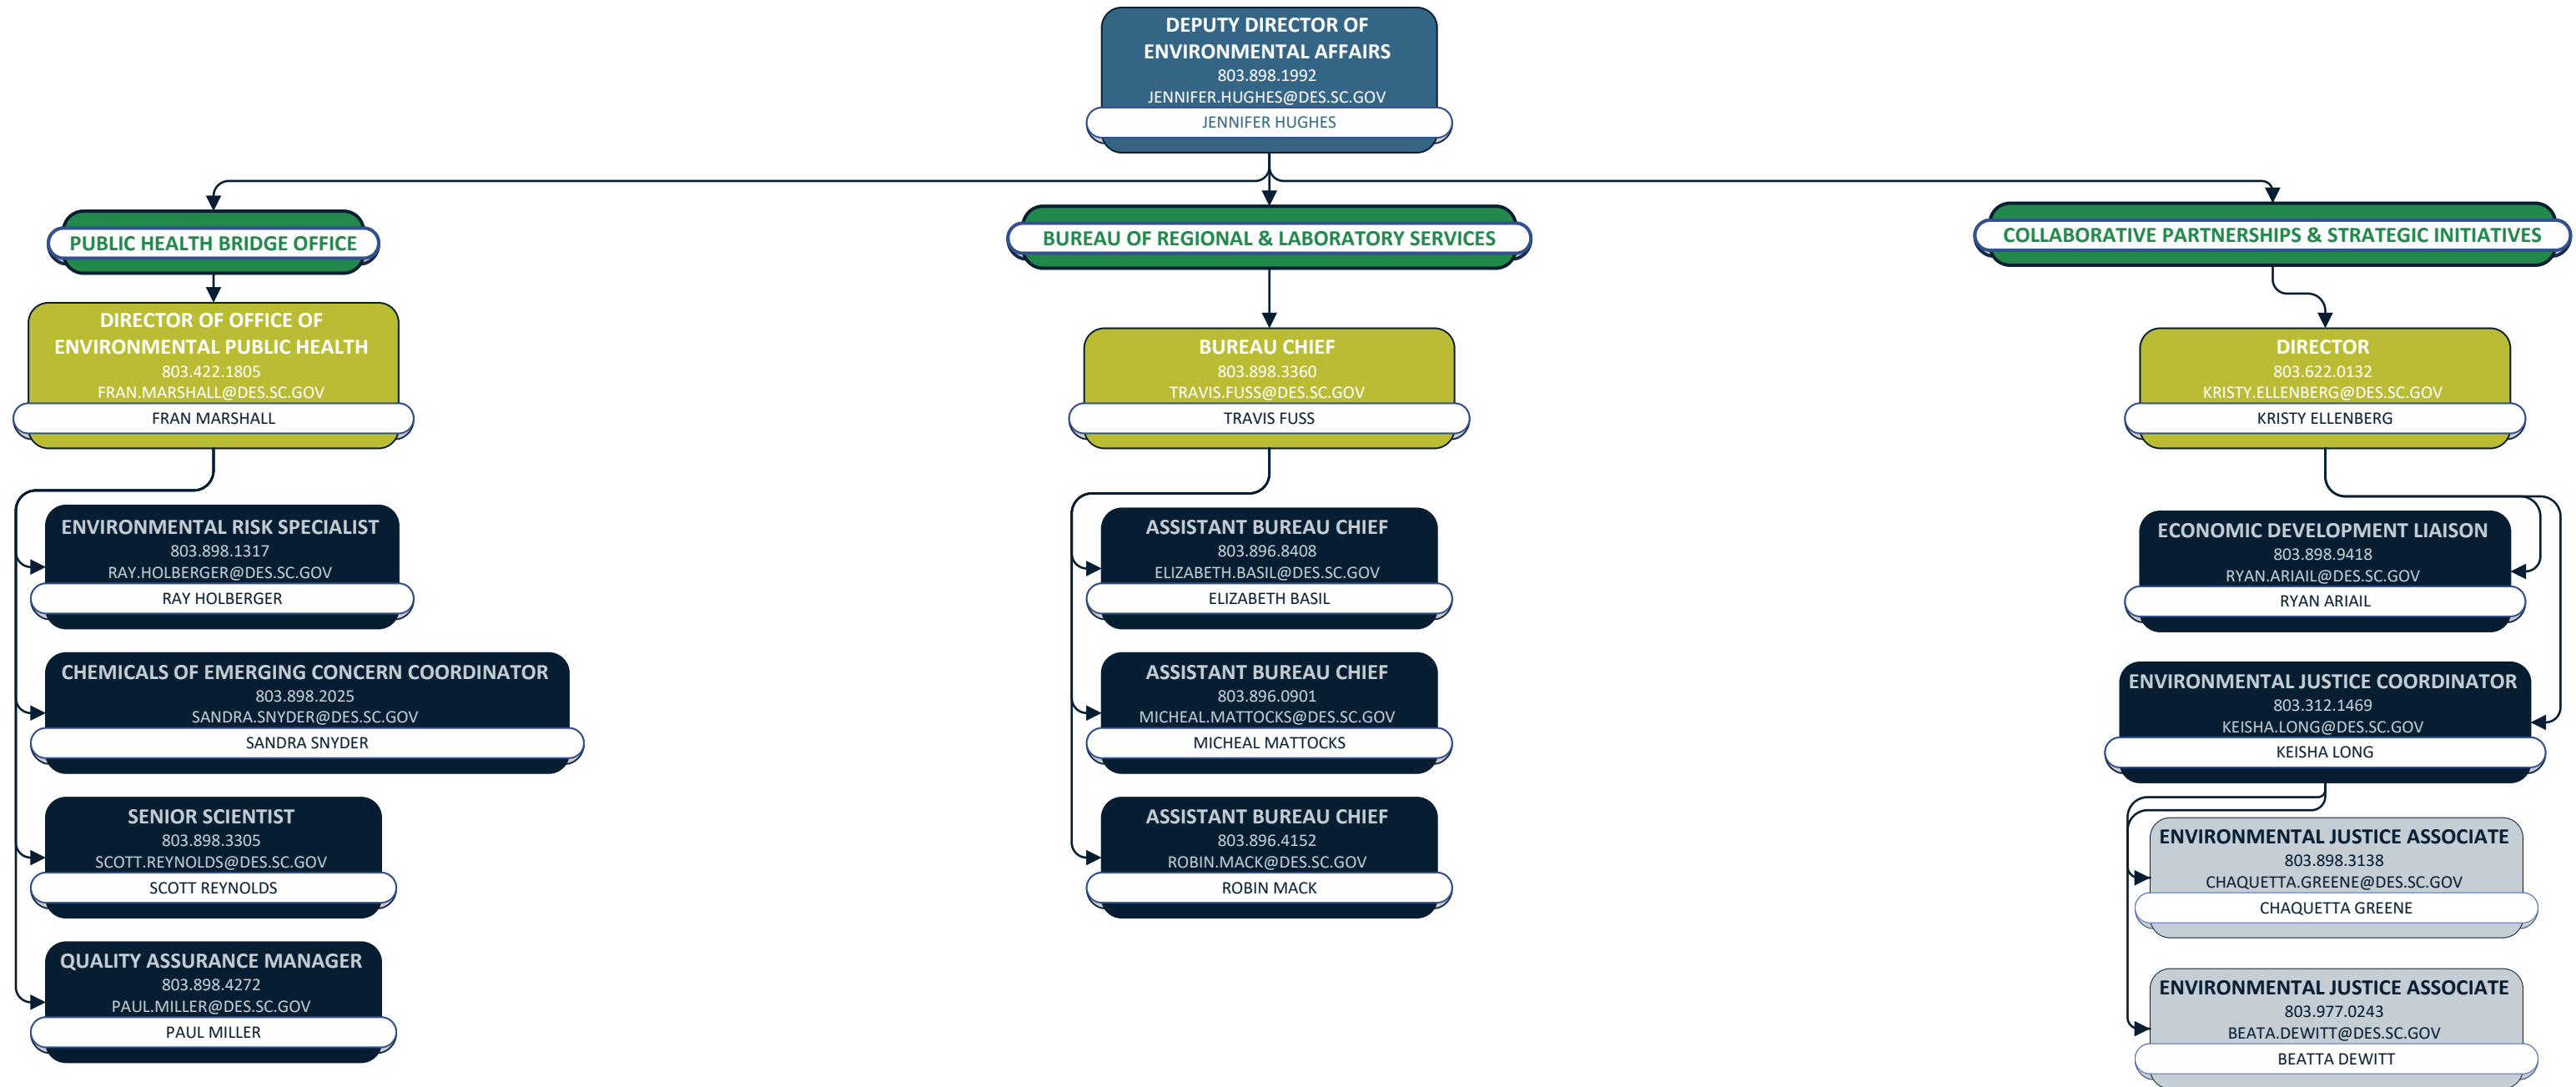 DEPUTY DIRECTOR OF
ENVIRONMENTAL AFFAIRS
803.898.1992
JENNIFER.HUGHES@DES.SC.GOV
JENNIFER HUGHES
PUBLIC HEALTH BRIDGE OFFICE
DIRECTOR OF OFFICE OF
ENVIRONMENTAL PUBLIC HEALTH
803.422.1805
FRAN.MARSHALL@DES.SC.GOV
FRAN MARSHALL
ENVIRONMENTAL RISK SPECIALIST
803.898.1317
RAY.HOLBERGER@DES.SC.GOV
RAY HOLBERGER
CHEMICALS OF EMERGING CONCERN COORDINATOR
803.898.2025
SANDRA.SNYDER@DES.SC.GOV
SANDRA SNYDER
SENIOR SCIENTIST
803.898.3305
SCOTT.REYNOLDS@DES.SC.GOV
SCOTT REYNOLDS
QUALITY ASSURANCE MANAGER
803.898.4272
PAUL.MILLER@DES.SC.GOV
PAUL MILLER
BUREAU OF REGIONAL & LABORATORY SERVICES
BUREAU CHIEF
803.898.3360
TRAVIS.FUSS@DES.SC.GOV
TRAVIS FUSS
ASSISTANT BUREAU CHIEF
803.896.8408
ELIZABETH.BASIL@DES.SC.GOV
ELIZABETH BASIL
ASSISTANT BUREAU CHIEF
803.896.0901
MICHEAL.MATTOCKS@DES.SC.GOV
MICHEAL MATTOCKS
ASSISTANT BUREAU CHIEF
803.896.4152
ROBIN.MACK@DES.SC.GOV
ROBIN MACK
COLLABORATIVE PARTNERSHIPS & STRATEGIC INITIATIVES
DIRECTOR
803.622.0132
KRISTY.ELLENBERG@DES.SC.GOV
KRISTY ELLENBERG
ECONOMIC DEVELOPMENT LIAISON
803.898.9418
RYAN.ARIAIL@DES.SC.GOV
RYAN ARIAIL
ENVIRONMENTAL JUSTICE COORDINATOR
803.312.1469
KEISHA.LONG@DES.SC.GOV
KEISHA LONG
ENVIRONMENTAL JUSTICE ASSOCIATE
803.898.3138
CHAQUETTA.GREENE@DES.SC.GOV
CHAQUETTA GREENE
ENVIRONMENTAL JUSTICE ASSOCIATE
803.977.0243
BEATA.DEWITT@DES.SC.GOV
BEATTA DEWITT